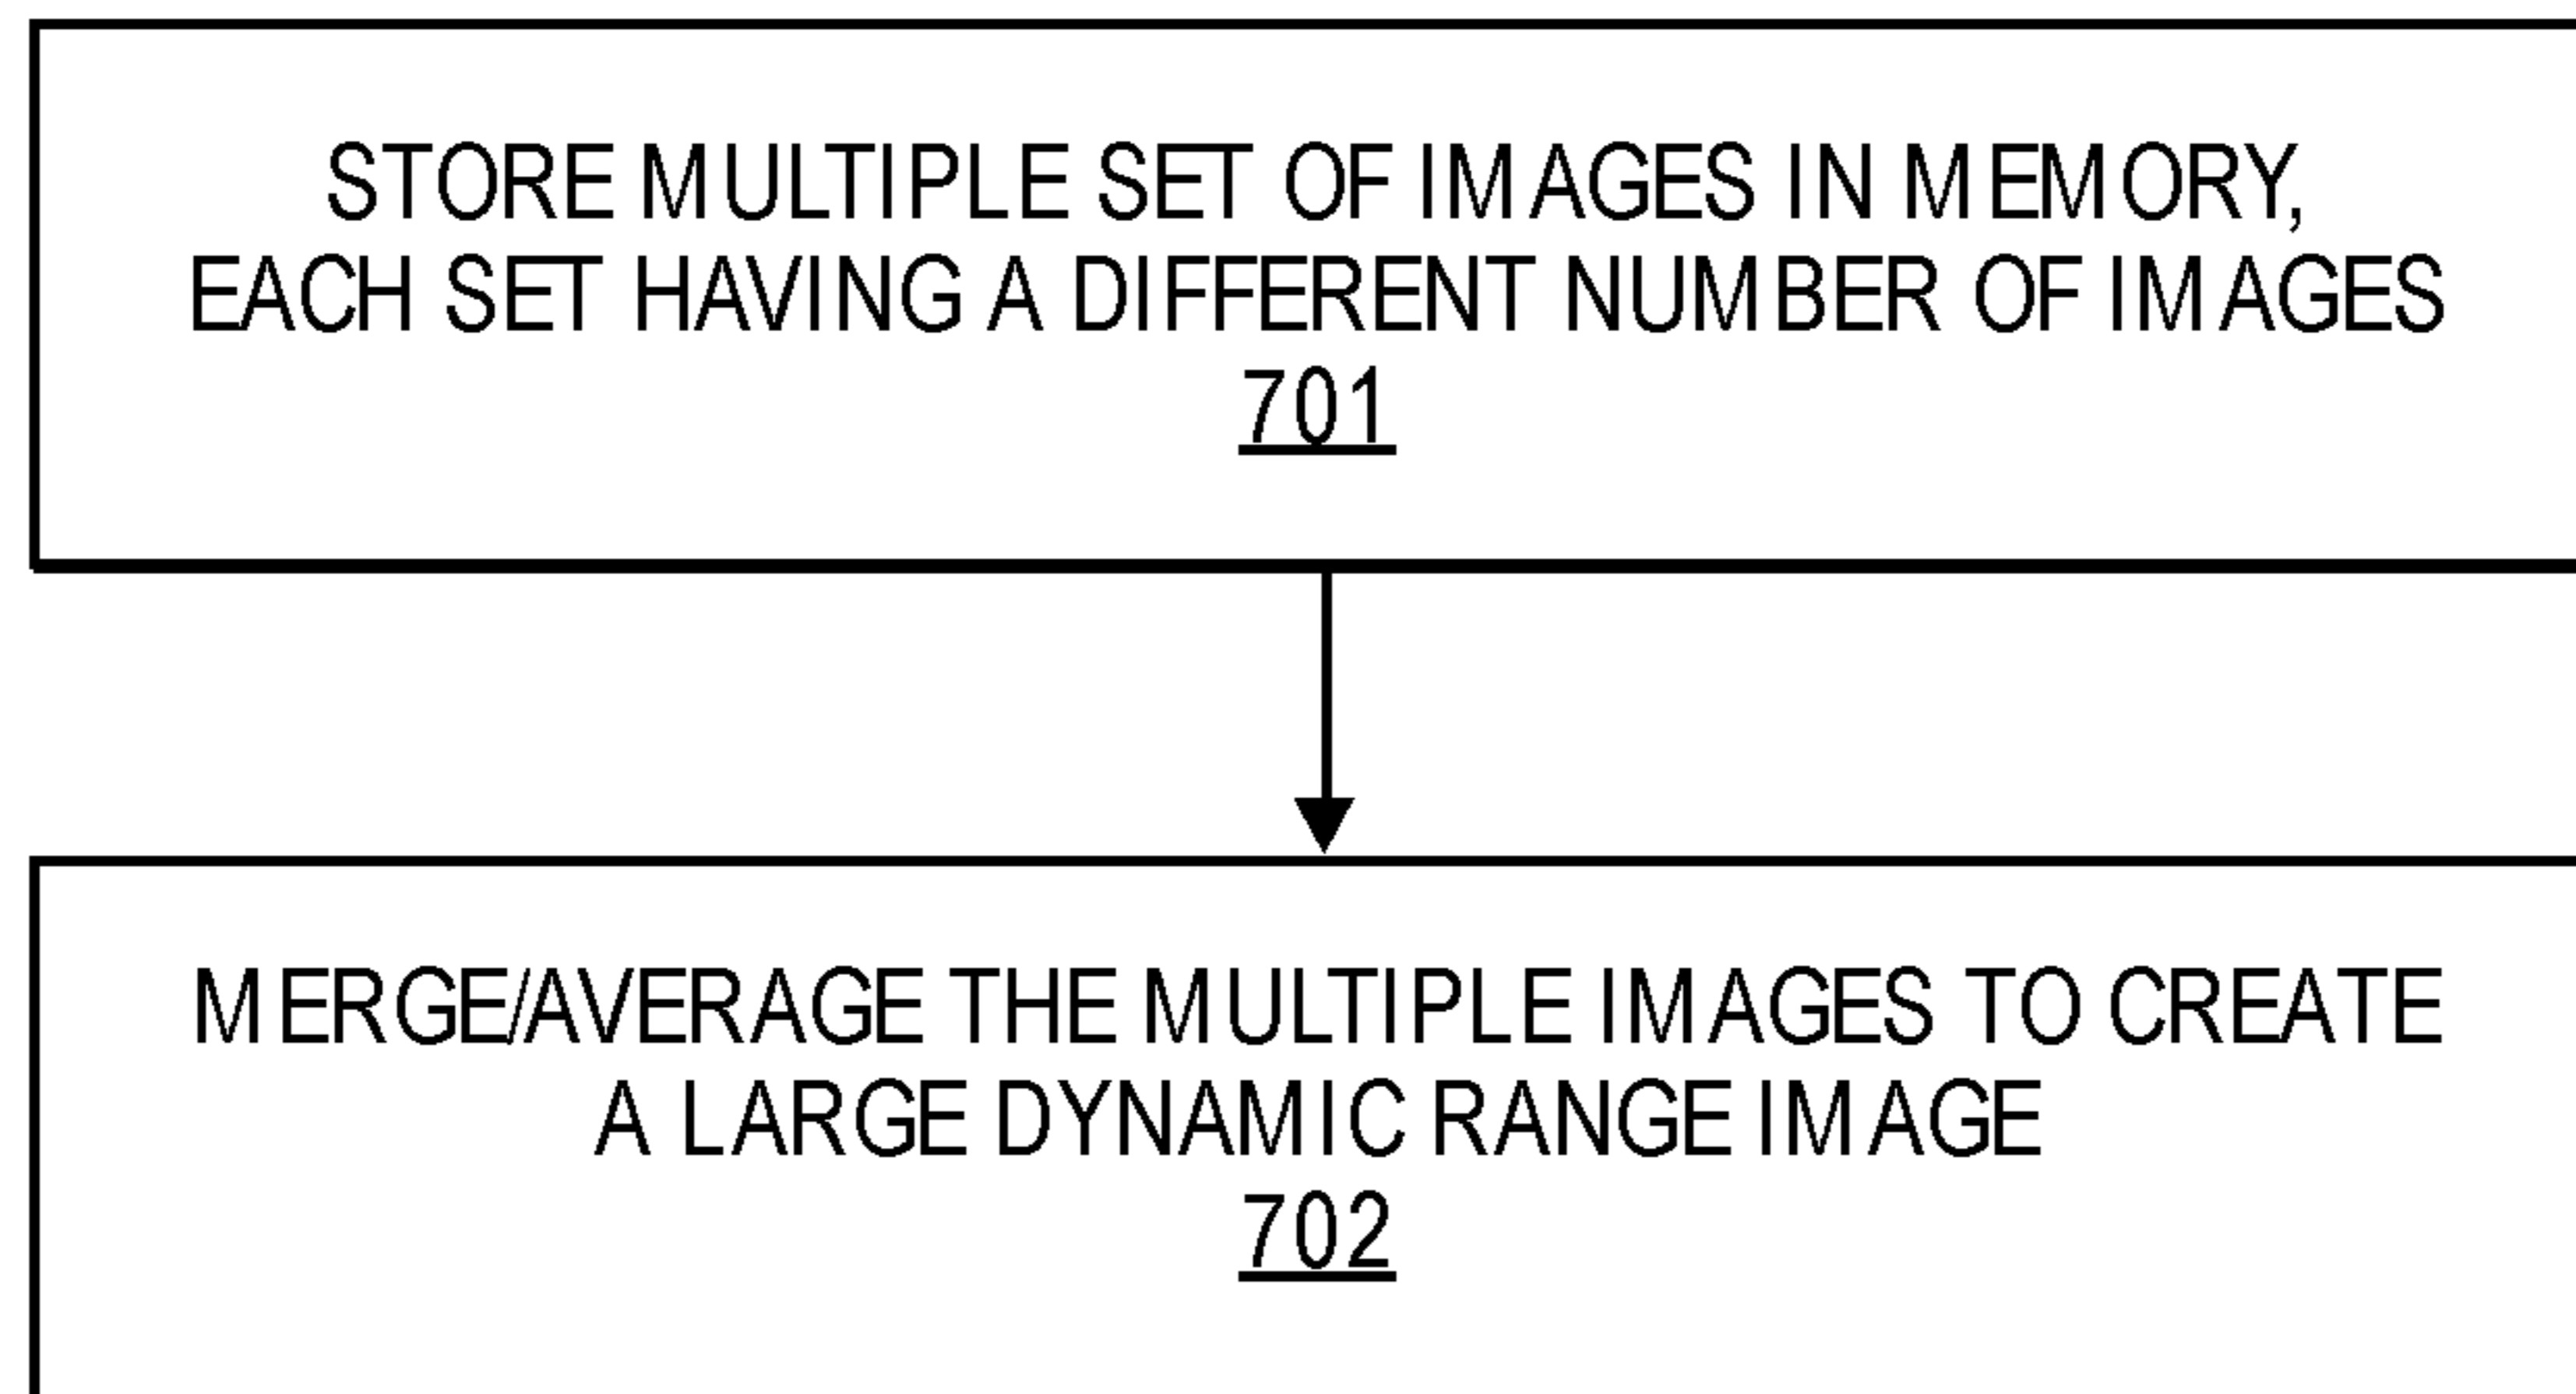 STORE MULTIPLE SET OF IMAGES IN MEMORY,
EACH SET HAVING A DIFFERENT NUMBER OF IMAGES
701
MERGE/AVERAGE THE MULTIPLE IMAGES TO CREATE
A LARGE DYNAMIC RANGE IMAGE
702